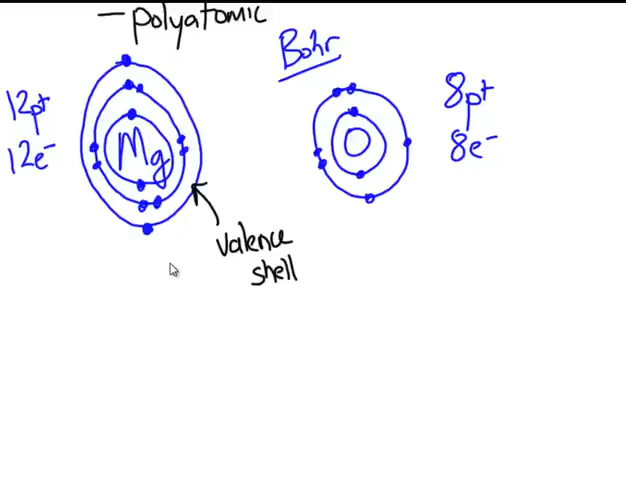 – polyatomic
Bohr
12p+
12e–
Mg
O
8p+
8e–
valence
shell